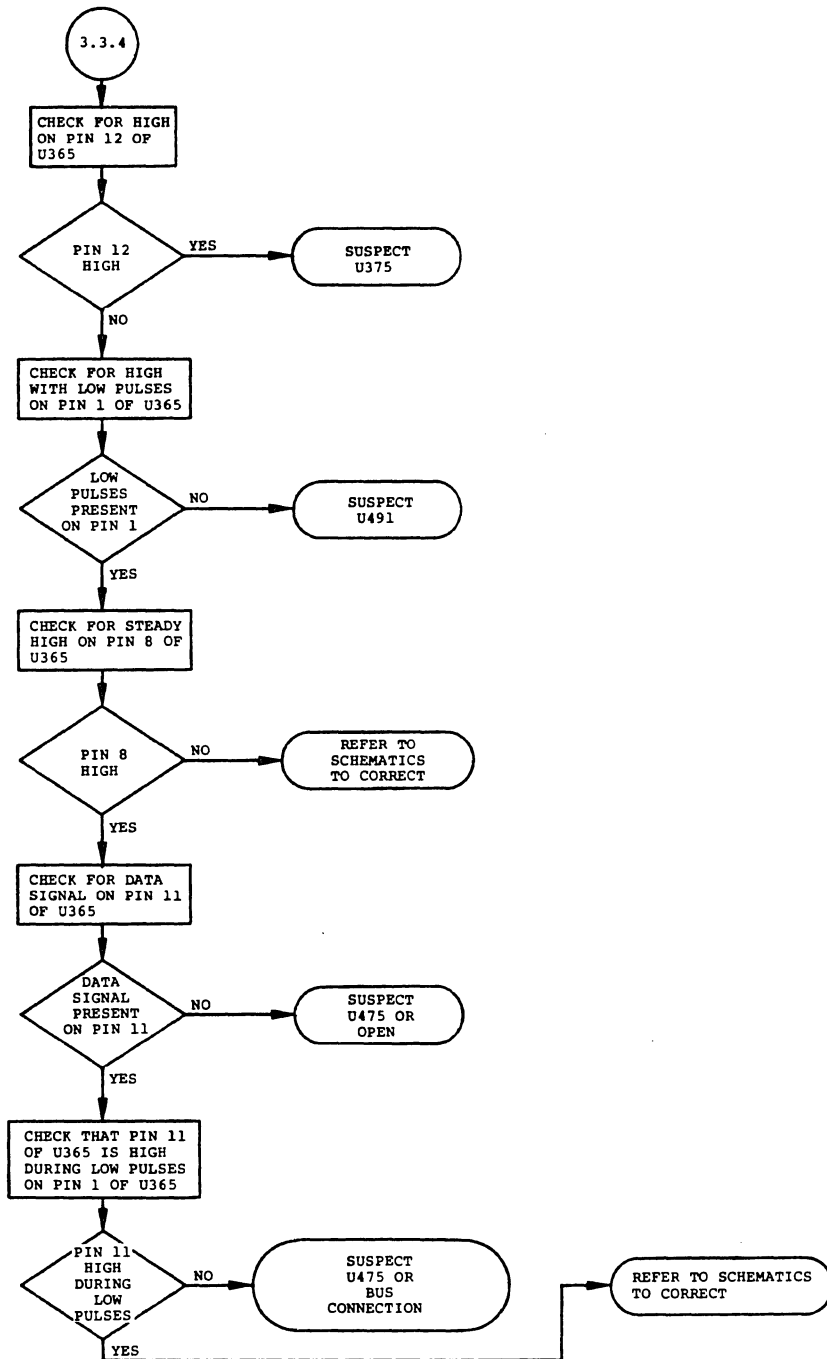 3.3.4
CHECK FOR HIGH
ON PIN 12 OF
U365
PIN 12
HIGH
YES
SUSPECT
U375
NO
CHECK FOR HIGH
WITH LOW PULSES
ON PIN 1 OF U365
LOW
PULSES
PRESENT
ON PIN 1
NO
SUSPECT
U491
YES
CHECK FOR STEADY
HIGH ON PIN 8 OF
U365
PIN 8
HIGH
NO
REFER TO
SCHEMATICS
TO CORRECT
YES
CHECK FOR DATA
SIGNAL ON PIN 11
OF U365
DATA
SIGNAL
PRESENT
ON PIN 11
NO
SUSPECT
U475 OR
OPEN
YES
CHECK THAT PIN 11
OF U365 IS HIGH
DURING LOW PULSES
ON PIN 1 OF U365
PIN 11
HIGH
DURING
LOW
PULSES
NO
SUSPECT
U475 OR
BUS
CONNECTION
REFER TO SCHEMATICS
TO CORRECT
YES